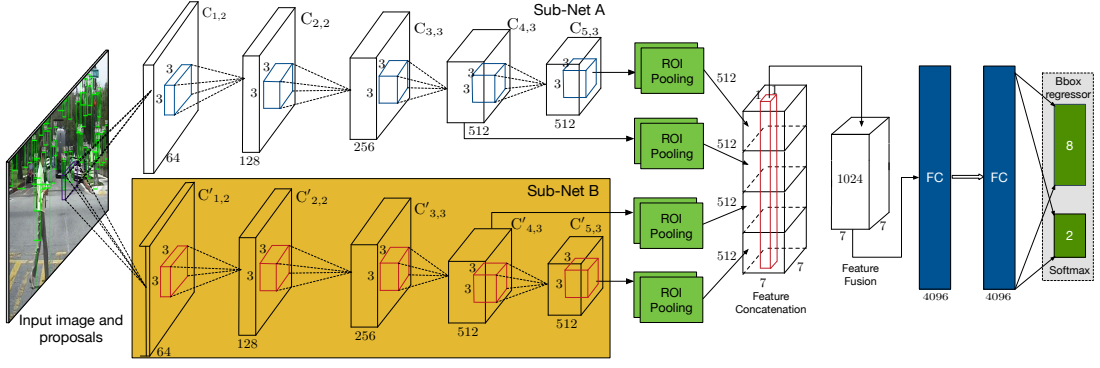 Sub-Net A
C1,2
C2,2
C3,3
C4,3
C5,3
3
3
3
3
3
3
3
3
3
3
64
128
256
512
512
ROI
Pooling
ROI
Pooling
ROI
Pooling
ROI
Pooling
512
512
512
512
1
7
7
Feature
Concatenation
1024
7
7
Feature
Fusion
FC
FC
4096
4096
Bbox
regressor
8
2
Softmax
Sub-Net B
C′1,2
C′2,2
C′3,3
C′4,3
C′5,3
3
3
3
3
3
3
3
3
3
3
64
128
256
512
512
Input image and
proposals